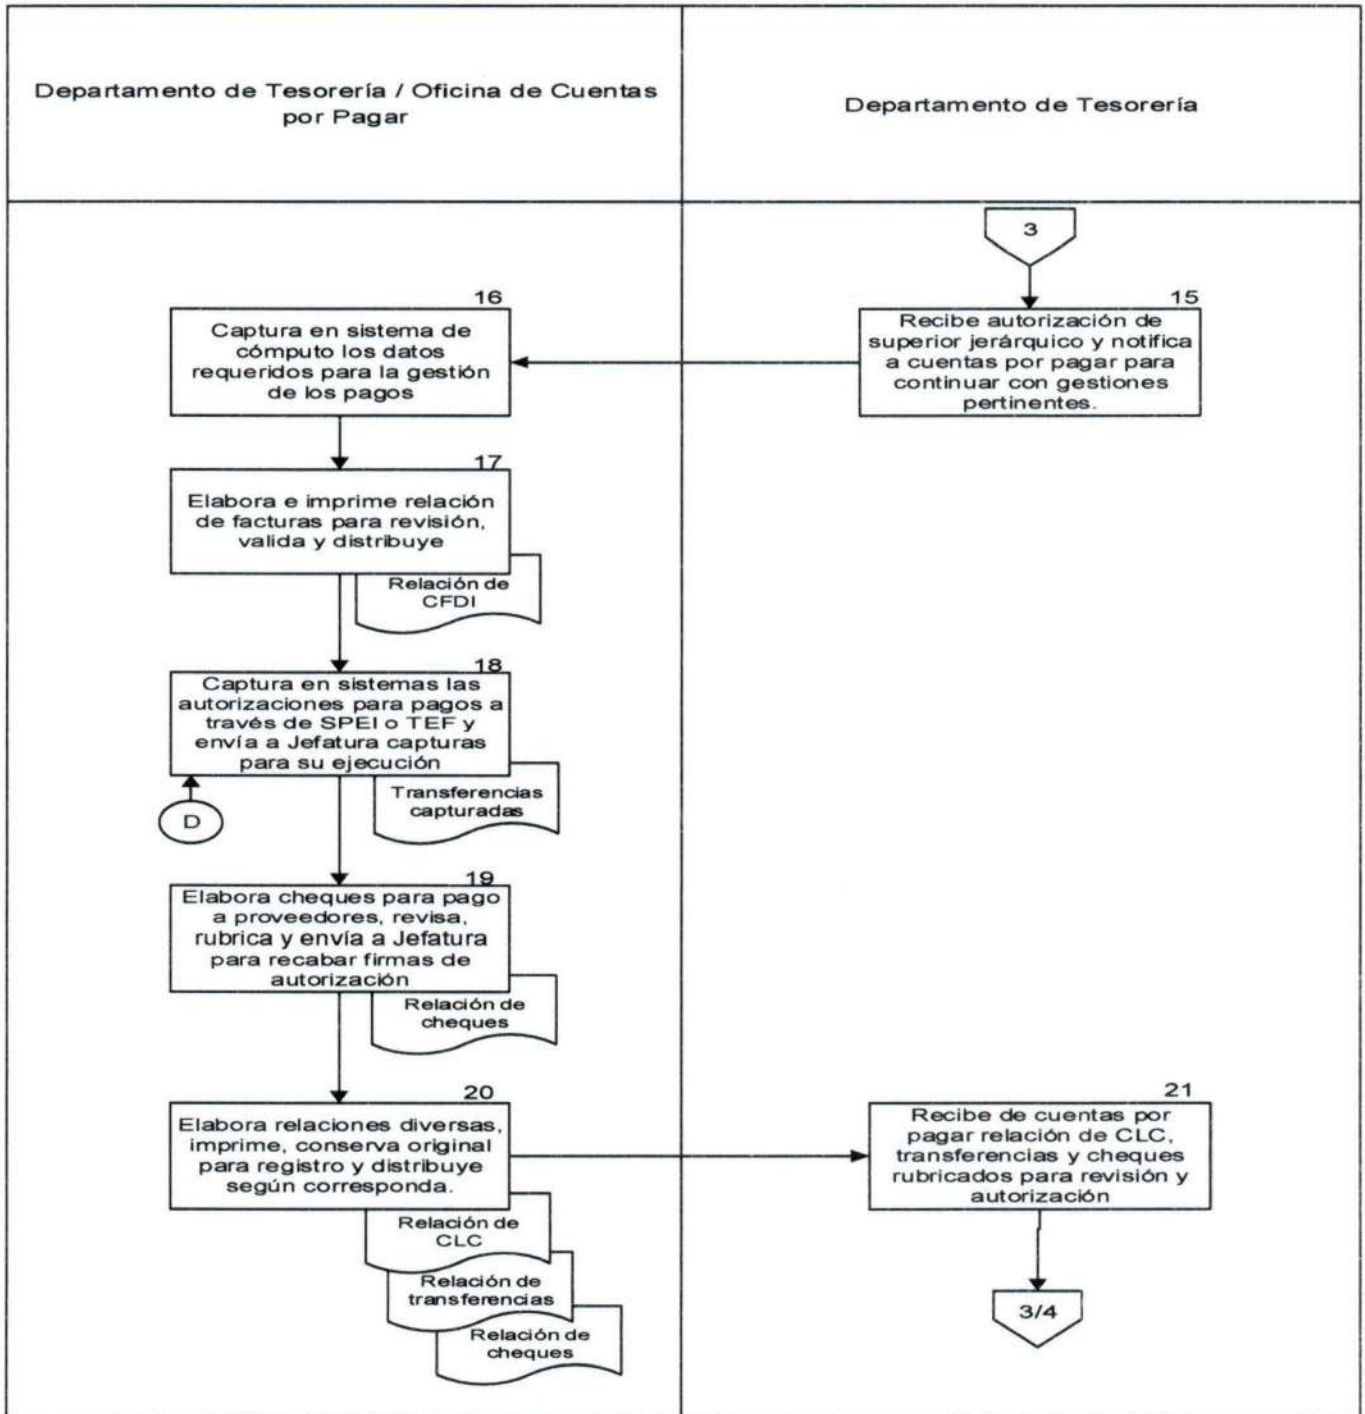 Departamento de Tesorería / Oficina de Cuentas
por Pagar
Departamento de Tesorería
3
15
Recibe autorización de
superior jerárquico y notifica
a cuentas por pagar para
continuar con gestiones
pertinentes.
16
Captura en sistema de
cómputo los datos
requeridos para la gestión
de los pagos
17
Elabora e imprime relación
de facturas para revisión,
valida y distribuye
Relación de
CFDI
18
Captura en sistemas las
autorizaciones para pagos a
través de SPEI o TEF y
envía a Jefatura capturas
para su ejecución
Transferencias
capturadas
D
19
Elabora cheques para pago
a proveedores, revisa,
rubrica y envía a Jefatura
para recabar firmas de
autorización
Relación de
cheques
20
Elabora relaciones diversas,
imprime, conserva original
para registro y distribuye
según corresponda.
Relación de
CLC
Relación de
transferencias
Relación de
cheques
21
Recibe de cuentas por
pagar relación de CLC,
transferencias y cheques
rubricados para revisión y
autorización
3/4